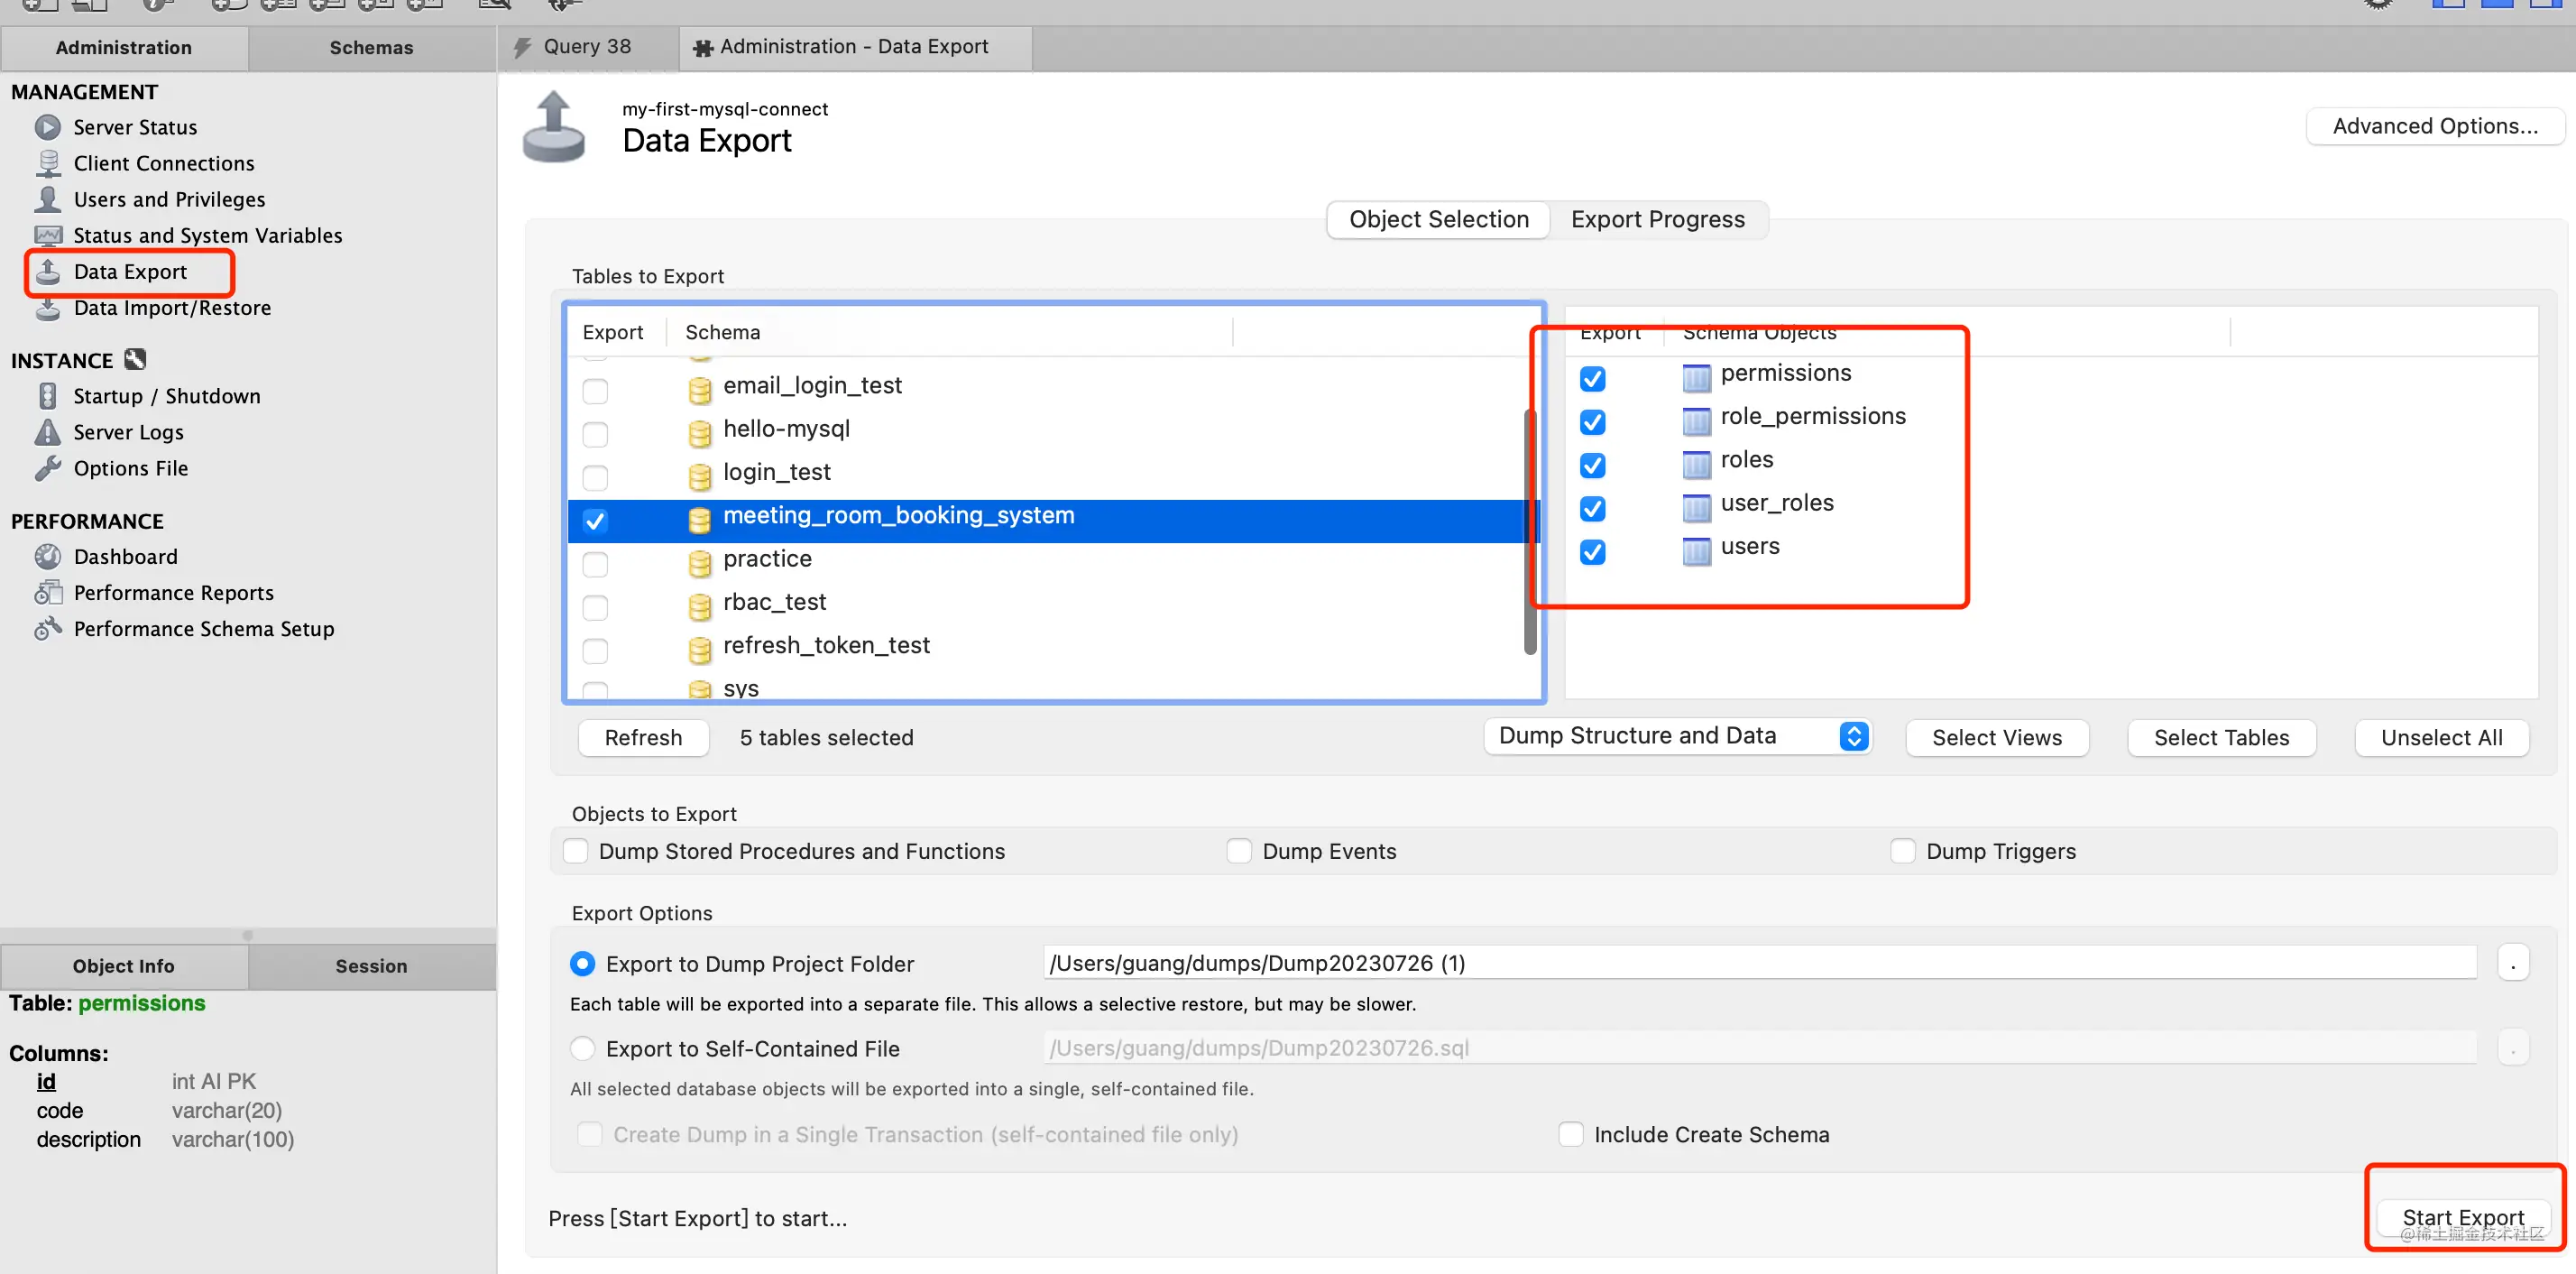 Administration
Schemas
Query 38
Administration - Data Export
MANAGEMENT
Server Status
Client Connections
Users and Privileges
Status and System Variables
Data Export
Data Import/Restore
INSTANCE
Startup / Shutdown
Server Logs
Options File
PERFORMANCE
Dashboard
Performance Reports
Performance Schema Setup
Object Info
Session
Table: permissions
Columns:
id int AI PK
code varchar(20)
description varchar(100)
my-first-mysql-connect
Data Export
Advanced Options...
Object Selection
Export Progress
Tables to Export
Export Schema
email_login_test
hello-mysql
login_test
meeting_room_booking_system
practice
rbac_test
refresh_token_test
sys
Export Schema Objects
permissions
role_permissions
roles
user_roles
users
Refresh
5 tables selected
Dump Structure and Data
Select Views
Select Tables
Unselect All
Objects to Export
Dump Stored Procedures and Functions
Dump Events
Dump Triggers
Export Options
Export to Dump Project Folder
/Users/guang/dumps/Dump20230726 (1)
.
Each table will be exported into a separate file. This allows a selective restore, but may be slower.
Export to Self-Contained File
/Users/guang/dumps/Dump20230726.sql
.
All selected database objects will be exported into a single, self-contained file.
Create Dump in a Single Transaction (self-contained file only)
Include Create Schema
Press [Start Export] to start...
Start Export
@稀土掘金技术社区